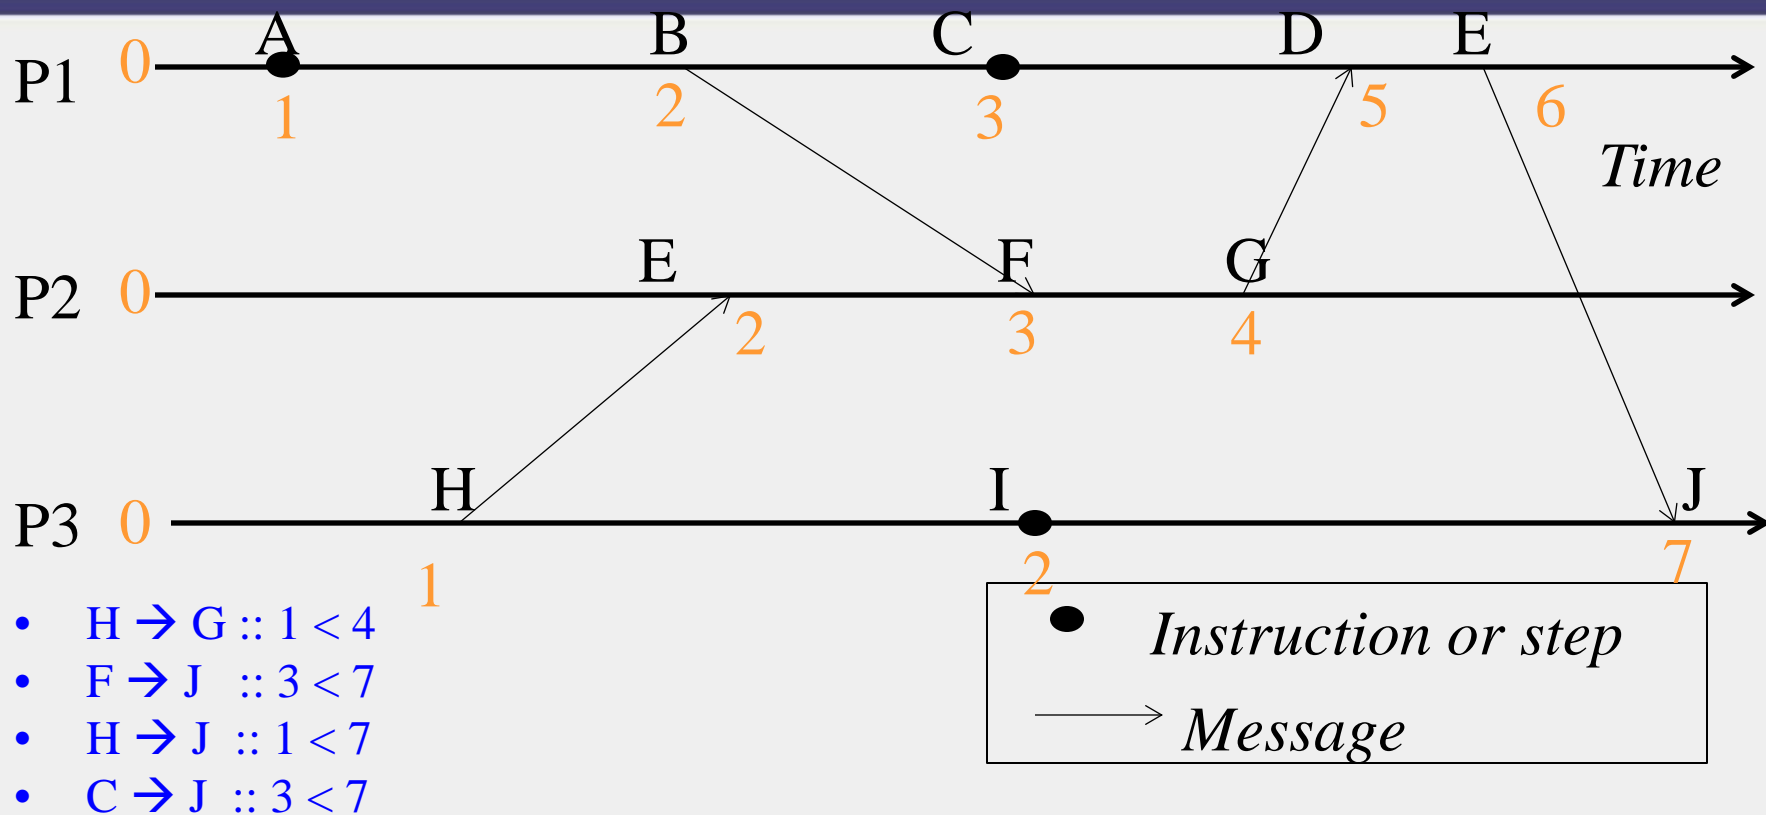 A B C D E
P1 0
1 2 3 5 6
Time
E F G
P2 0
2 3 4
H I J
P3 0
1 2 7
• H → G :: 1 < 4
• F → J :: 3 < 7
• H → J :: 1 < 7
• C → J :: 3 < 7
Instruction or step
Message